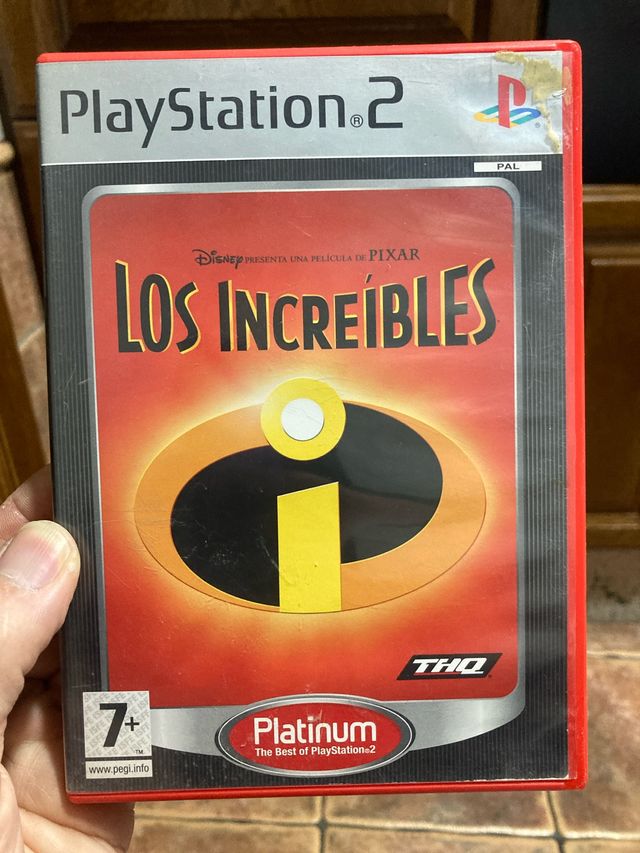 PlayStation®2
PAL
Disney PRESENTA UNA PELÍCULA DE PIXAR
LOS INCREÍBLES
THQ
7+
™
www.pegi.info
Platinum
The Best of PlayStation®2